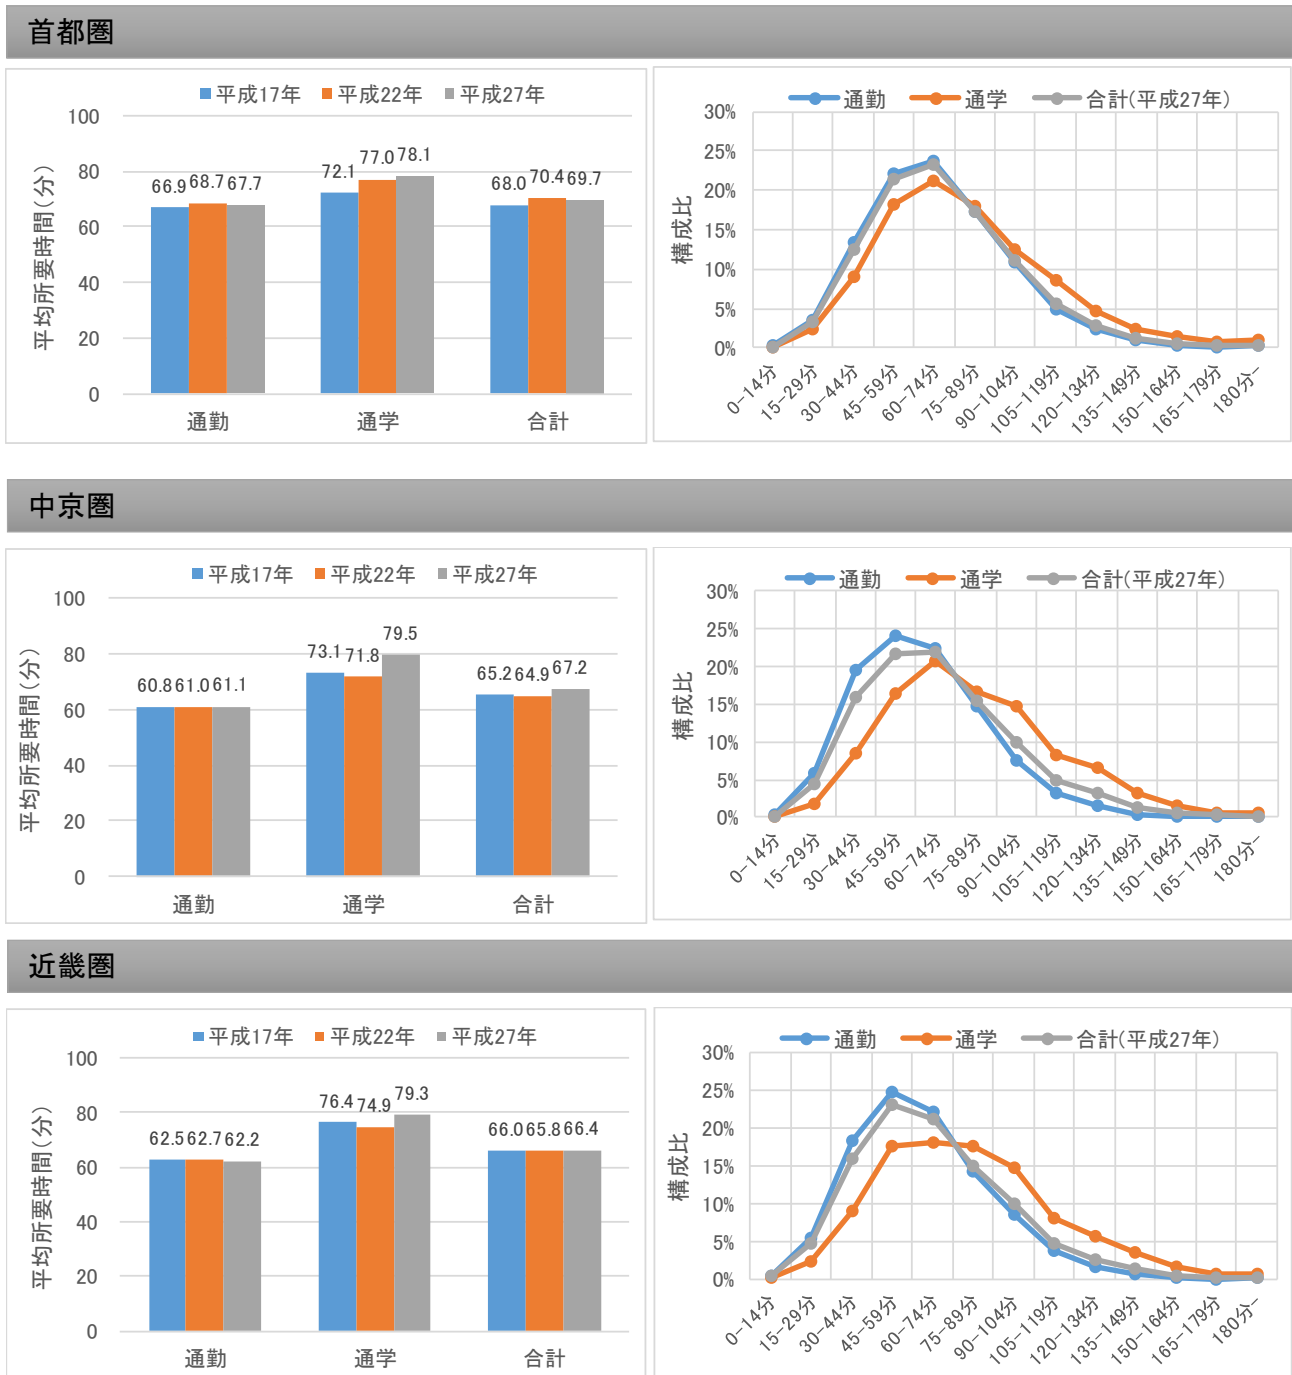 首都圏
平成17年 平成22年 平成27年
平均所要時間(分)
100
80
60
40
20
0
66.9 68.7 67.7
72.1 77.0 78.1
68.0 70.4 69.7
通勤 通学 合計
通勤 通学 合計(平成27年)
構成比
30%
25%
20%
15%
10%
5%
0%
0-14分 15-29分 30-44分 45-59分 60-74分 75-89分 90-104分 105-119分 120-134分 135-149分 150-164分 165-179分 180分-
中京圏
平成17年 平成22年 平成27年
平均所要時間(分)
100
80
60
40
20
0
60.8 61.0 61.1
73.1 71.8 79.5
65.2 64.9 67.2
通勤 通学 合計
通勤 通学 合計(平成27年)
構成比
30%
25%
20%
15%
10%
5%
0%
0-14分 15-29分 30-44分 45-59分 60-74分 75-89分 90-104分 105-119分 120-134分 135-149分 150-164分 165-179分 180分-
近畿圏
平成17年 平成22年 平成27年
平均所要時間(分)
100
80
60
40
20
0
62.5 62.7 62.2
76.4 74.9 79.3
66.0 65.8 66.4
通勤 通学 合計
通勤 通学 合計(平成27年)
構成比
30%
25%
20%
15%
10%
5%
0%
0-14分 15-29分 30-44分 45-59分 60-74分 75-89分 90-104分 105-119分 120-134分 135-149分 150-164分 165-179分 180分-